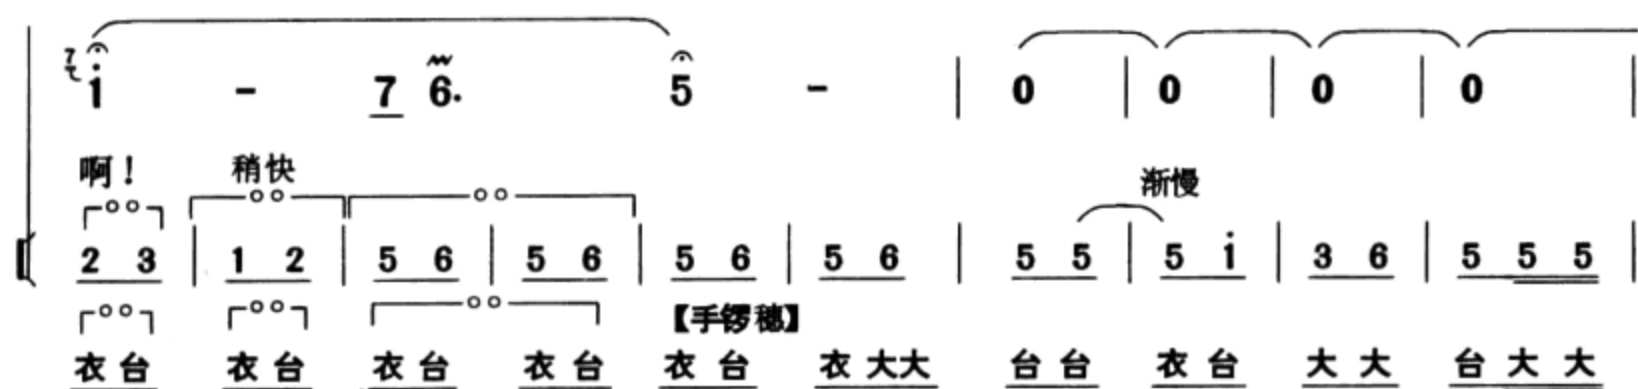 7 i - 7 6. 5 - | 0 | 0 | 0 | 0 |
啊! 稍快 渐慢
2 3 | 1 2 | 5 6 | 5 6 | 5 6 | 5 6 | 5 5 | 5 i | 3 6 | 5 5 5 |
【手锣穗】
衣 台 衣 台 衣 台 衣 台 衣 台 衣 大大 台 台 衣 台 大 大 台 大 大